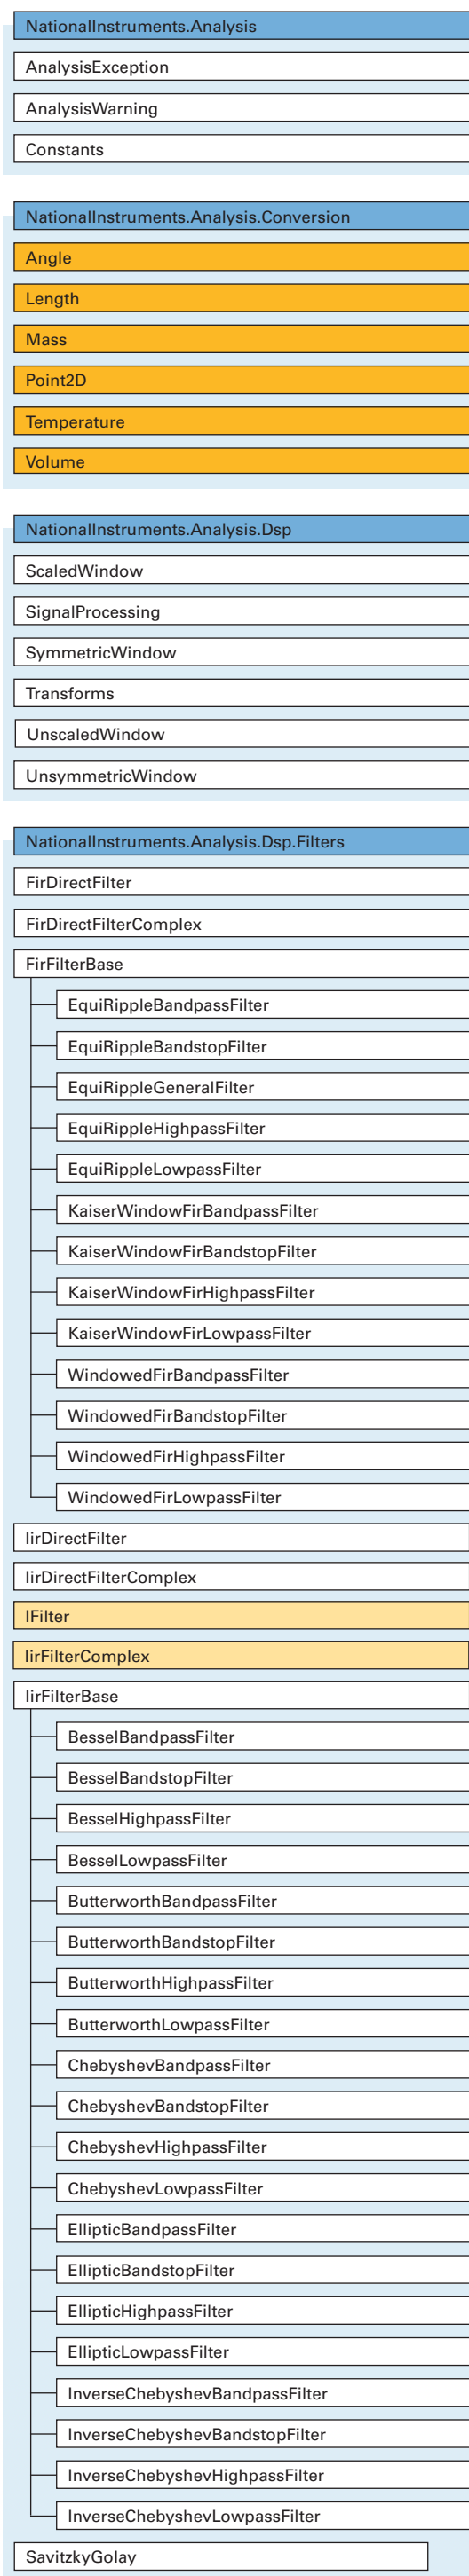 NationalInstruments.Analysis
AnalysisException
AnalysisWarning
Constants
NationalInstruments.Analysis.Conversion
Angle
Length
Mass
Point2D
Temperature
Volume
NationalInstruments.Analysis.Dsp
ScaledWindow
SignalProcessing
SymmetricWindow
Transforms
UnscaledWindow
UnsymmetricWindow
NationalInstruments.Analysis.Dsp.Filters
FirDirectFilter
FirDirectFilterComplex
FirFilterBase
EquiRippleBandpassFilter
EquiRippleBandstopFilter
EquiRippleGeneralFilter
EquiRippleHighpassFilter
EquiRippleLowpassFilter
KaiserWindowFirBandpassFilter
KaiserWindowFirBandstopFilter
KaiserWindowFirHighpassFilter
KaiserWindowFirLowpassFilter
WindowedFirBandpassFilter
WindowedFirBandstopFilter
WindowedFirHighpassFilter
WindowedFirLowpassFilter
IirDirectFilter
IirDirectFilterComplex
IFilter
IirFilterComplex
IirFilterBase
BesselBandpassFilter
BesselBandstopFilter
BesselHighpassFilter
BesselLowpassFilter
ButterworthBandpassFilter
ButterworthBandstopFilter
ButterworthHighpassFilter
ButterworthLowpassFilter
ChebyshevBandpassFilter
ChebyshevBandstopFilter
ChebyshevHighpassFilter
ChebyshevLowpassFilter
EllipticBandpassFilter
EllipticBandstopFilter
EllipticHighpassFilter
EllipticLowpassFilter
InverseChebyshevBandpassFilter
InverseChebyshevBandstopFilter
InverseChebyshevHighpassFilter
InverseChebyshevLowpassFilter
SavitzkyGolay